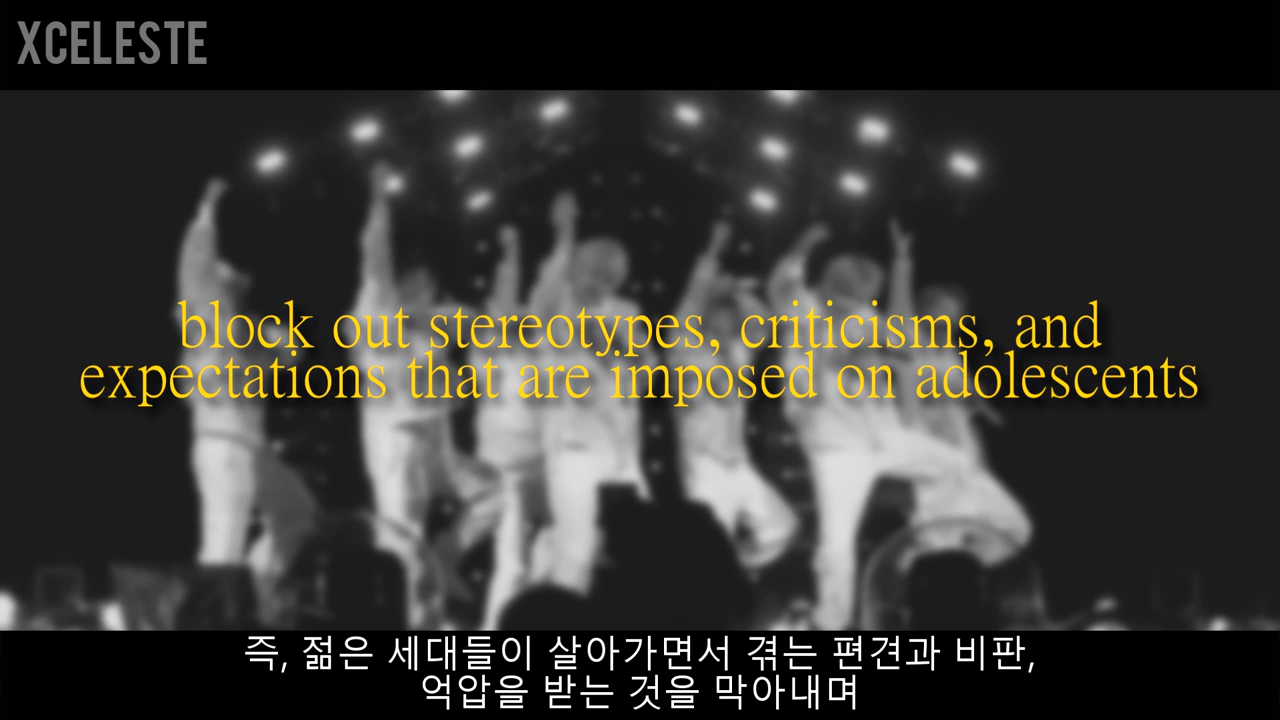 XCELESTE
block out stereotypes, criticisms, and
expectations that are imposed on adolescents
즉, 젊은 세대들이 살아가면서 겪는 편견과 비판,
억압을 받는 것을 막아내며